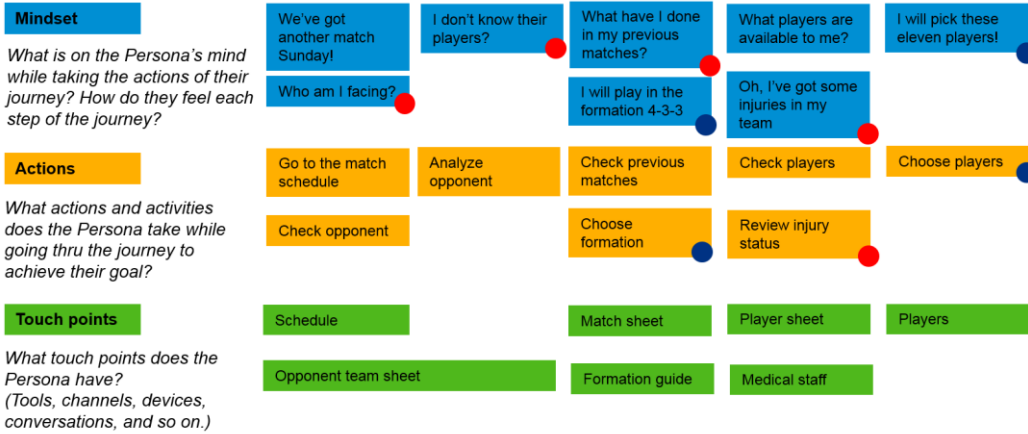 Mindset
What is on the Persona's mind
while taking the actions of their
journey? How do they feel each
step of the journey?
We've got
another match
Sunday!
Who am I facing?
I don't know their
players?
What have I done
in my previous
matches?
I will play in the
formation 4-3-3
What players are
available to me?
Oh, I've got some
injuries in my
team
I will pick these
eleven players!
Actions
What actions and activities
does the Persona take while
going thru the journey to
achieve their goal?
Go to the match
schedule
Check opponent
Analyze
opponent
Check previous
matches
Choose
formation
Check players
Review injury
status
Choose players
Touch points
What touch points does the
Persona have?
(Tools, channels, devices,
conversations, and so on.)
Schedule
Opponent team sheet
Match sheet
Formation guide
Player sheet
Medical staff
Players